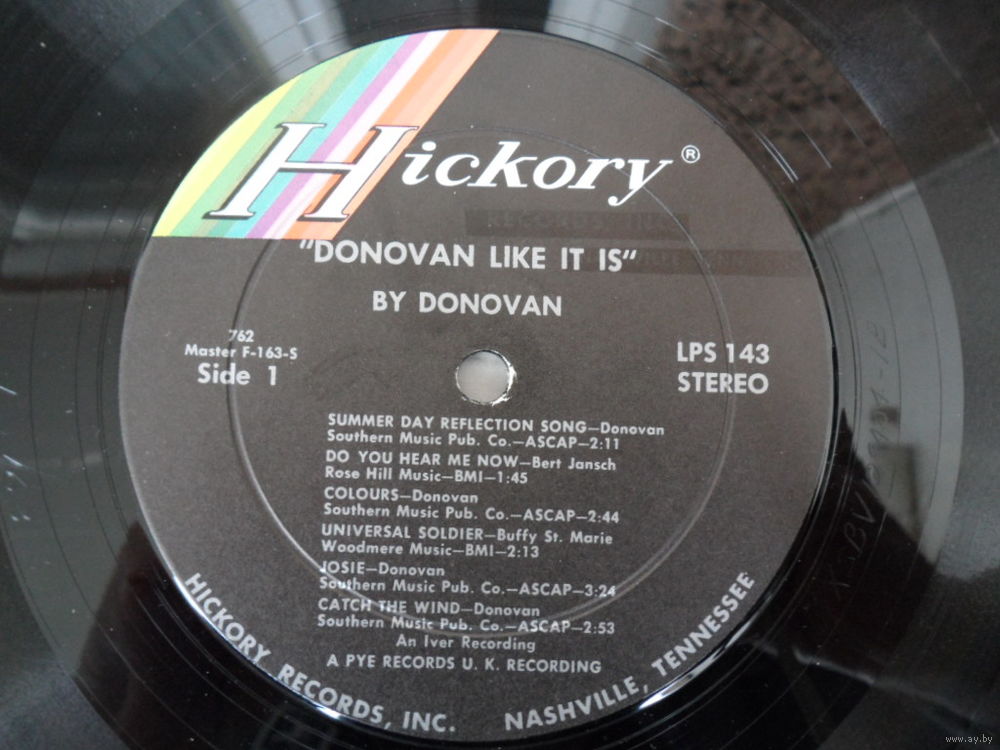 Hickory®
"DONOVAN LIKE IT IS"
BY DONOVAN
762
Master F-163-S
Side 1
LPS 143
STEREO
SUMMER DAY REFLECTION SONG—Donovan
Southern Music Pub. Co.—ASCAP—2:11
DO YOU HEAR ME NOW—Bert Jansch
Rose Hill Music—BMI—1:45
COLOURS—Donovan
Southern Music Pub. Co.—ASCAP—2:44
UNIVERSAL SOLDIER—Buffy St. Marie
Woodmere Music—BMI—2:13
JOSIE—Donovan
Southern Music Pub. Co.—ASCAP—3:24
CATCH THE WIND—Donovan
Southern Music Pub. Co.—ASCAP—2:53
An Iver Recording
A PYE RECORDS U. K. RECORDING
HICKORY RECORDS, INC. NASHVILLE, TENNESSEE
www.ay.by